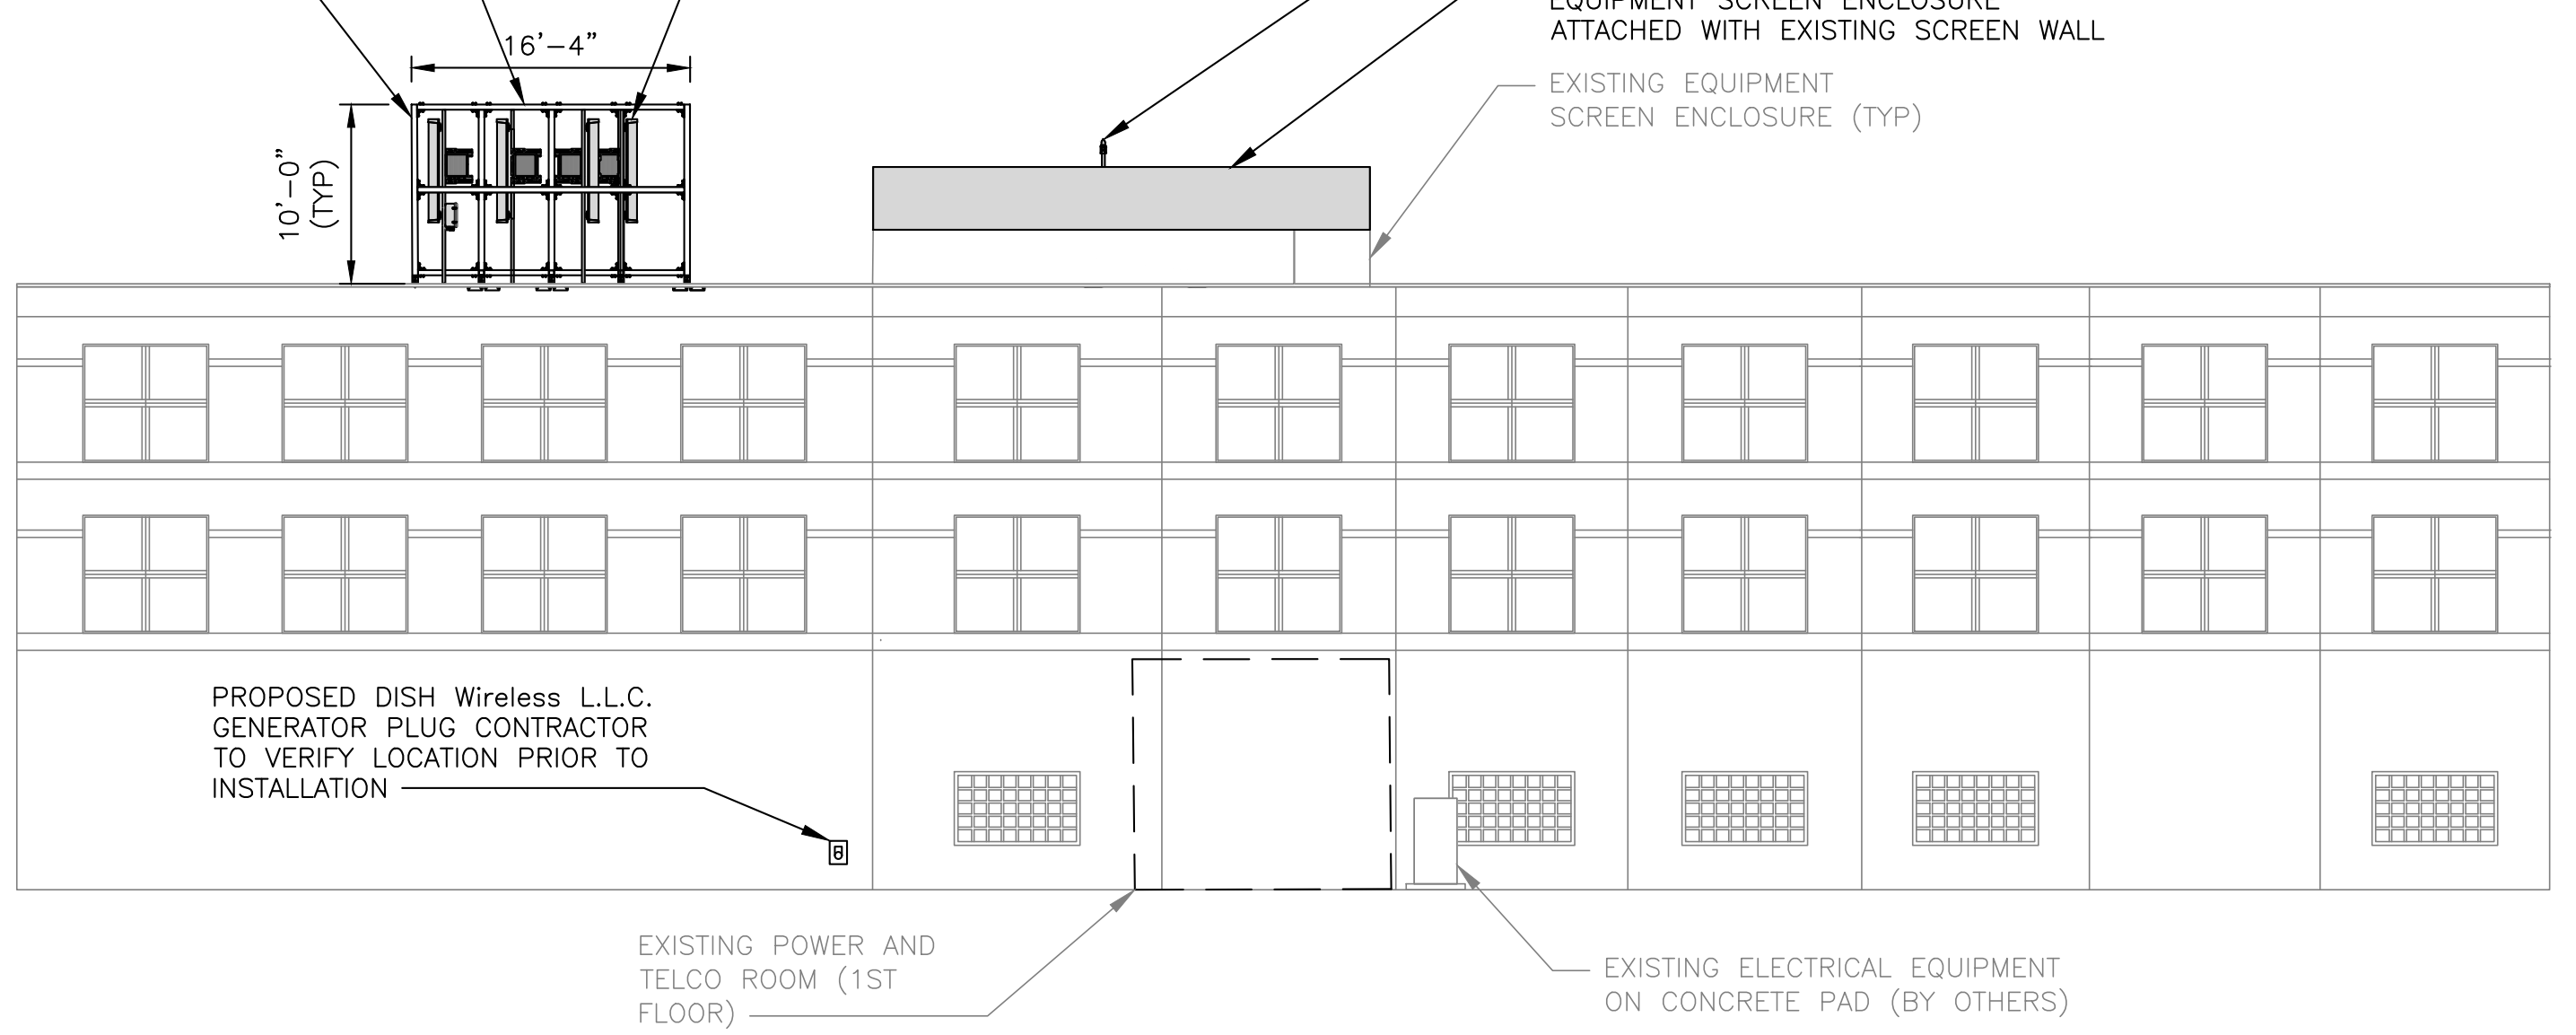 EQUIPMENT SCREEN ENCLOSURE
ATTACHED WITH EXISTING SCREEN WALL
16'-4"
EXISTING EQUIPMENT
SCREEN ENCLOSURE (TYP)
10'-0"
(TYP)
PROPOSED DISH Wireless L.L.C.
GENERATOR PLUG CONTRACTOR
TO VERIFY LOCATION PRIOR TO
INSTALLATION
EXISTING POWER AND
TELCO ROOM (1ST
FLOOR)
EXISTING ELECTRICAL EQUIPMENT
ON CONCRETE PAD (BY OTHERS)